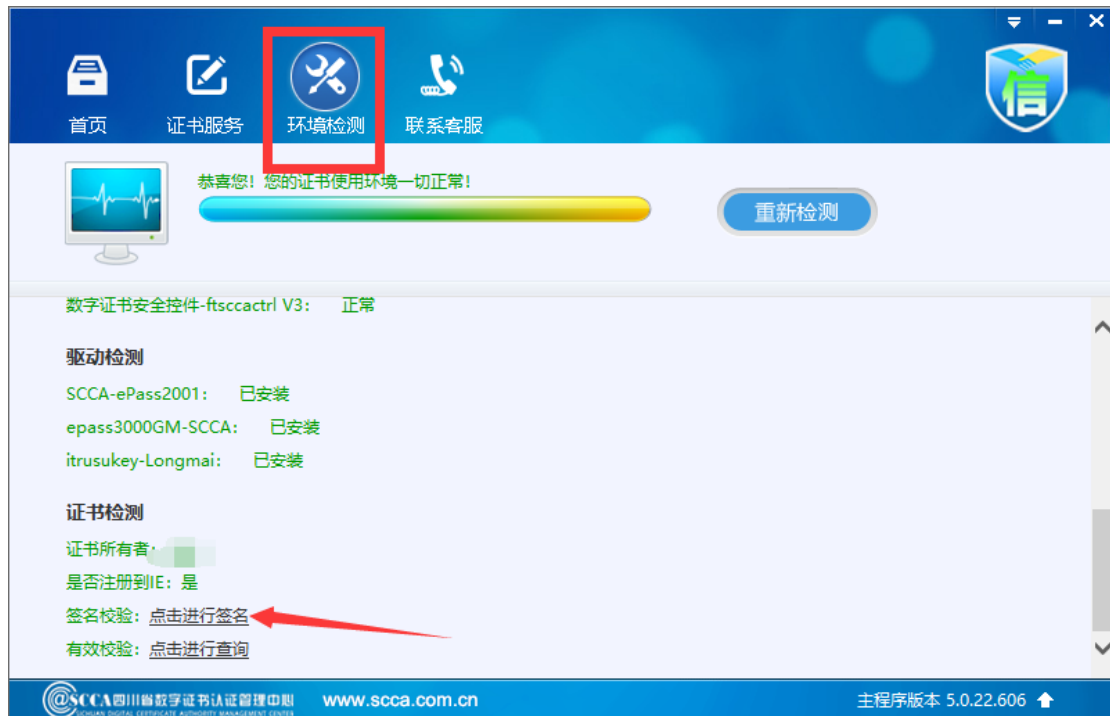 首页 证书服务 环境检测 联系客服
信
恭喜您！您的证书使用环境一切正常！
重新检测
数字证书安全控件-ftsccactrl V3： 正常
驱动检测
SCCA-ePass2001： 已安装
epass3000GM-SCCA： 已安装
itrusukey-Longmai： 已安装
证书检测
证书所有者：
是否注册到IE：是
签名校验：点击进行签名
有效校验：点击进行查询
@SCCA四川省数字证书认证管理中心 www.scca.com.cn 主程序版本 5.0.22.606
SICHUAN DIGITAL CERTIFICATE AUTHORITY MANAGEMENT CENTER